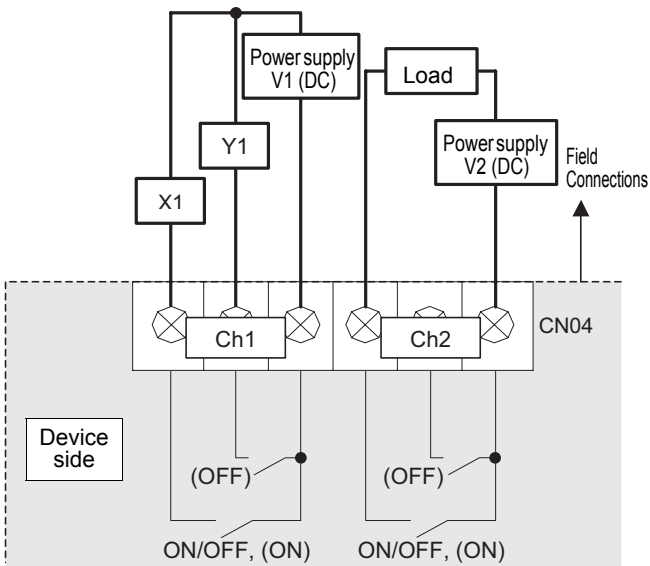 Power supply
V1 (DC)
Load
Y1
Power supply
V2 (DC)
Field
Connections
X1
Ch1
Ch2
CN04
Device
side
(OFF)
(OFF)
ON/OFF, (ON)
ON/OFF, (ON)